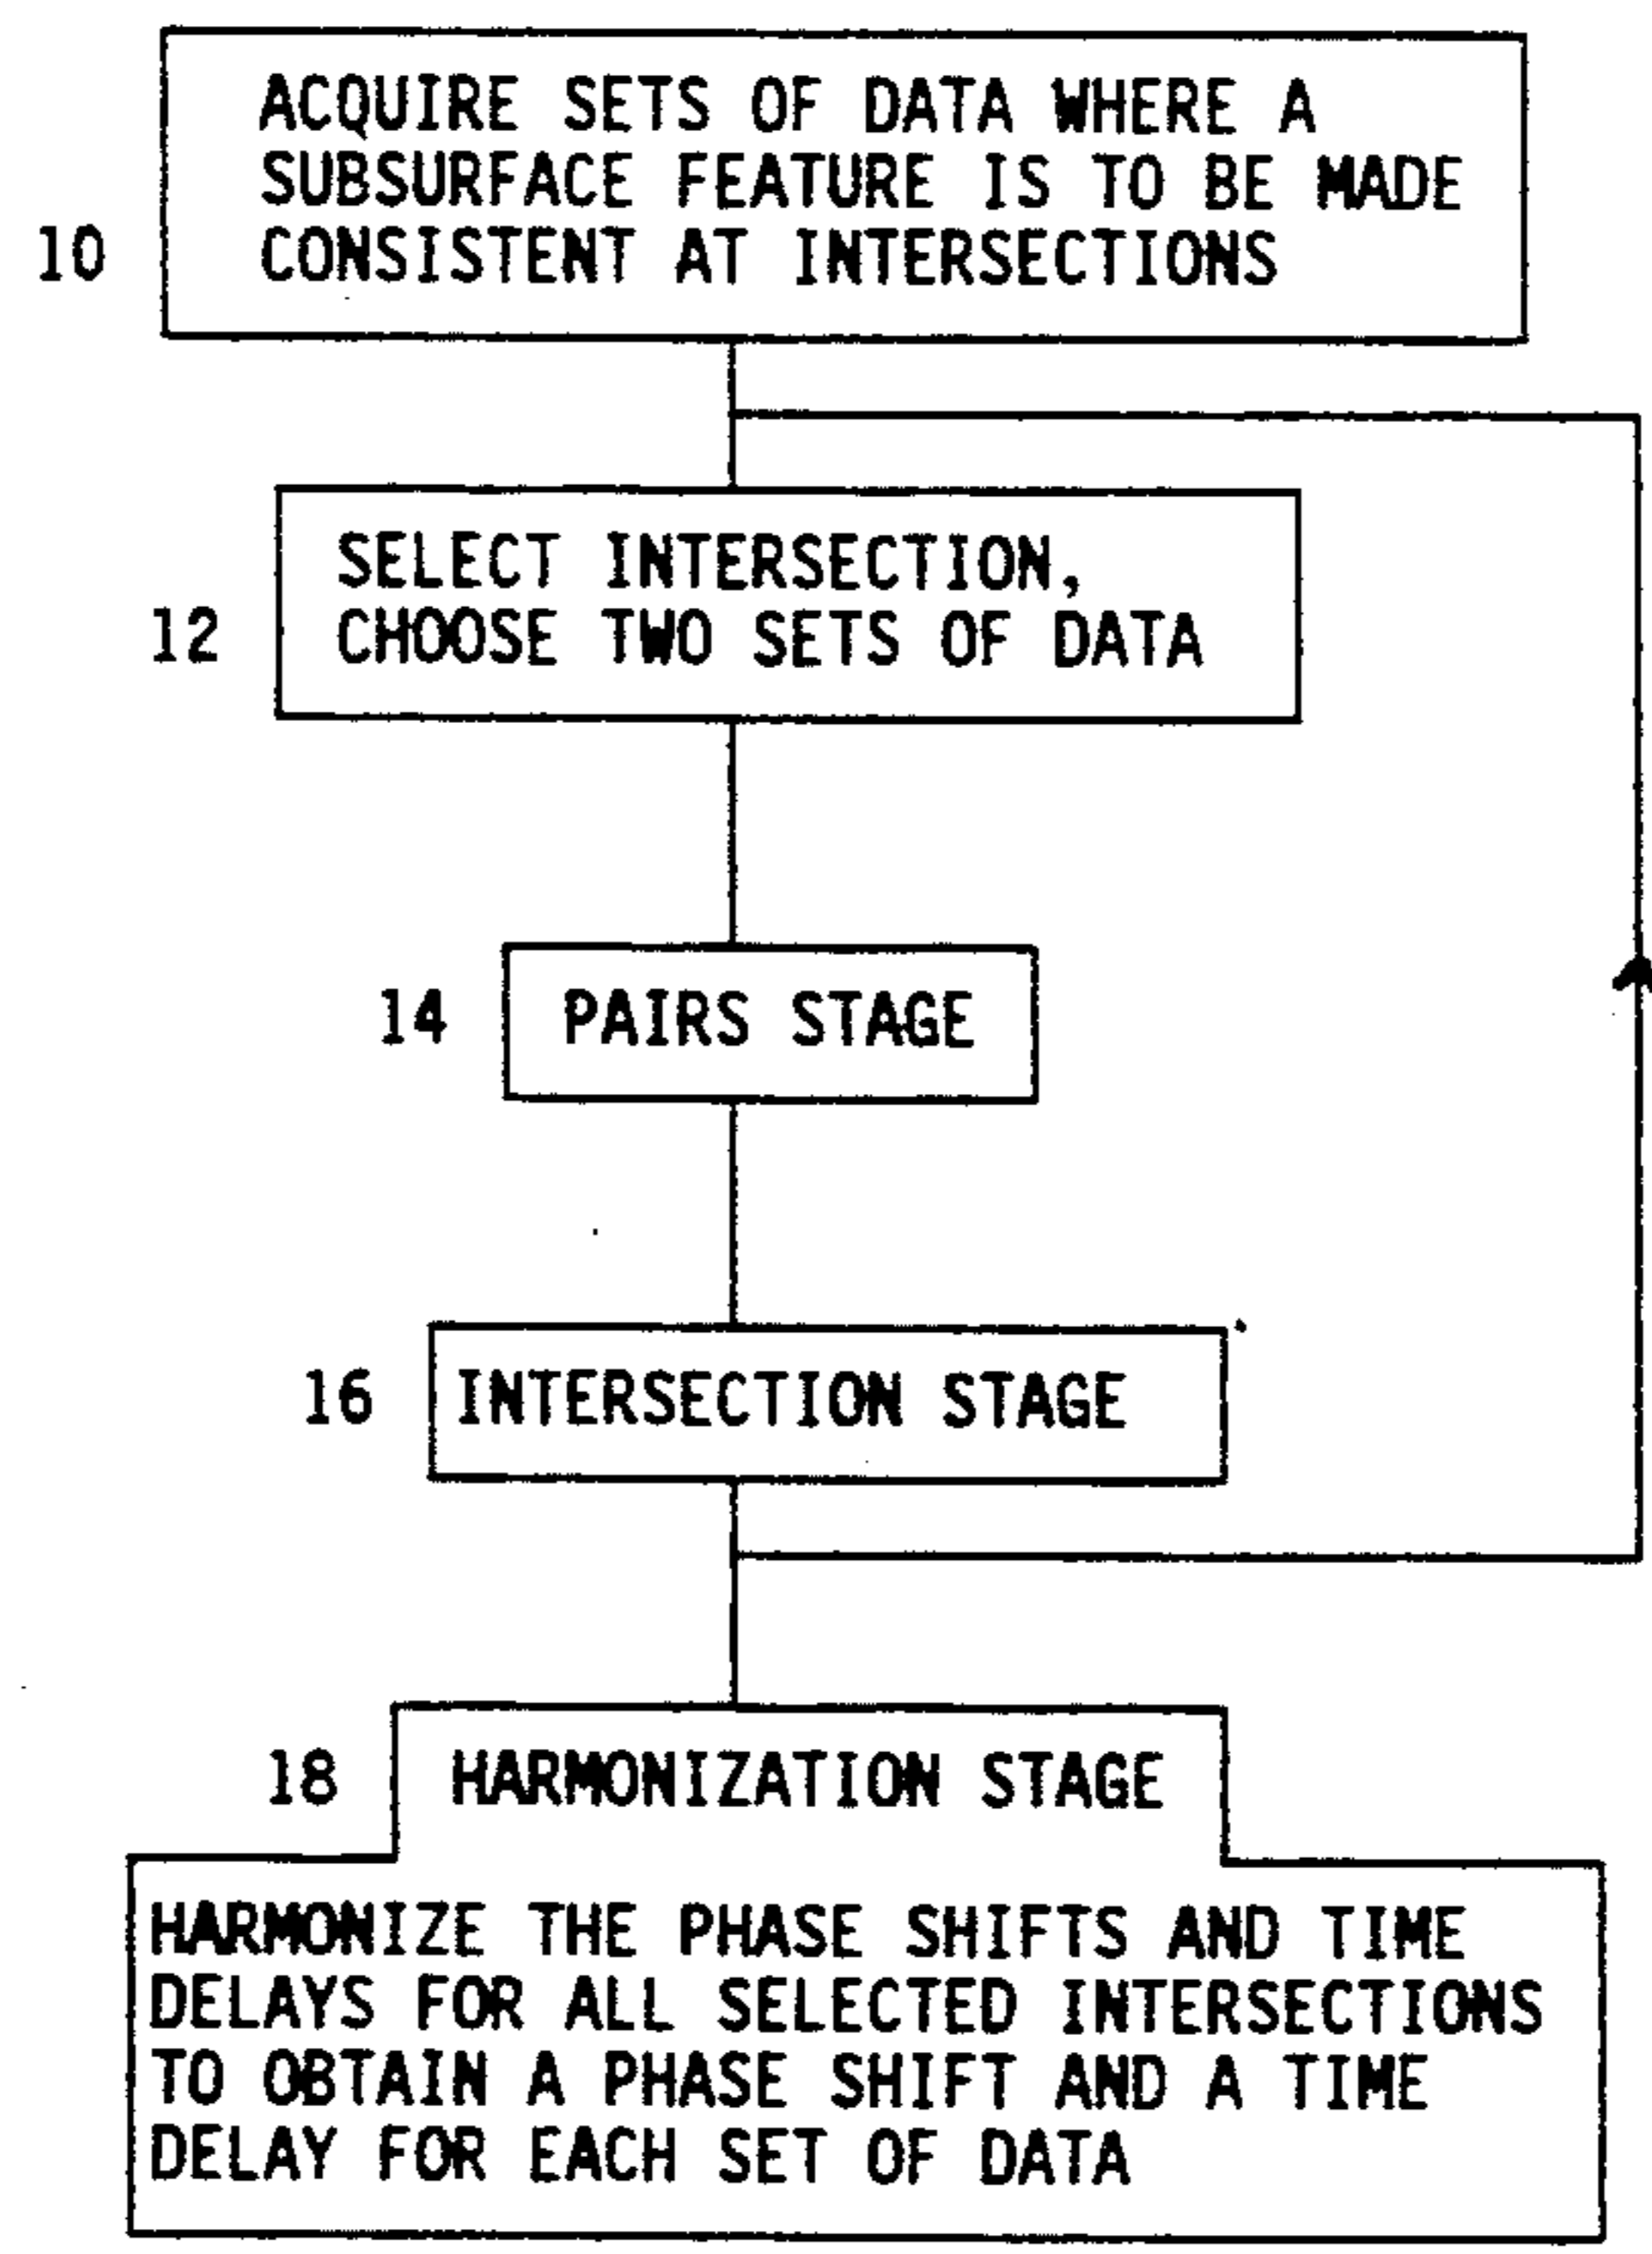 ACQUIRE SETS OF DATA WHERE A
SUBSURFACE FEATURE IS TO BE MADE
10 CONSISTENT AT INTERSECTIONS
SELECT INTERSECTION,
12 CHOOSE TWO SETS OF DATA
14 PAIRS STAGE
16 INTERSECTION STAGE
18 HARMONIZATION STAGE
HARMONIZE THE PHASE SHIFTS AND TIME
DELAYS FOR ALL SELECTED INTERSECTIONS
TO OBTAIN A PHASE SHIFT AND A TIME
DELAY FOR EACH SET OF DATA